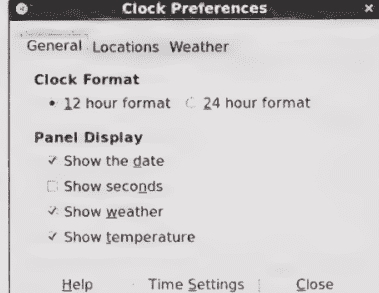 Clock Preferences
General Locations Weather
Clock Format
12 hour format 24 hour format
Panel Display
Show the date
Show seconds
Show weather
Show temperature
Help Time Settings Close